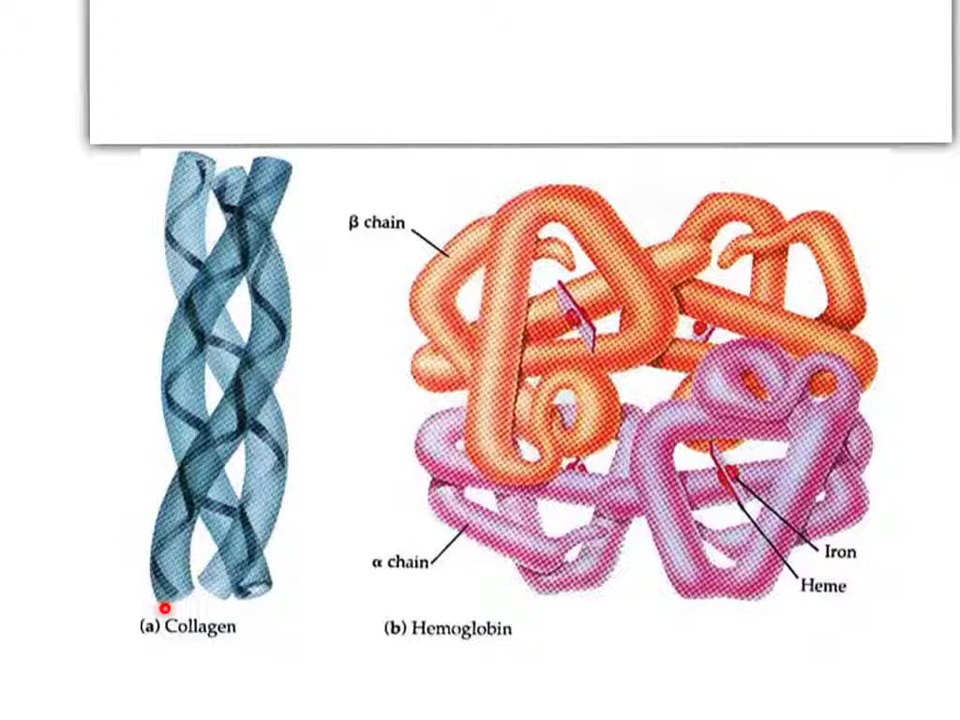 β chain
α chain
Iron
Heme
(a) Collagen
(b) Hemoglobin